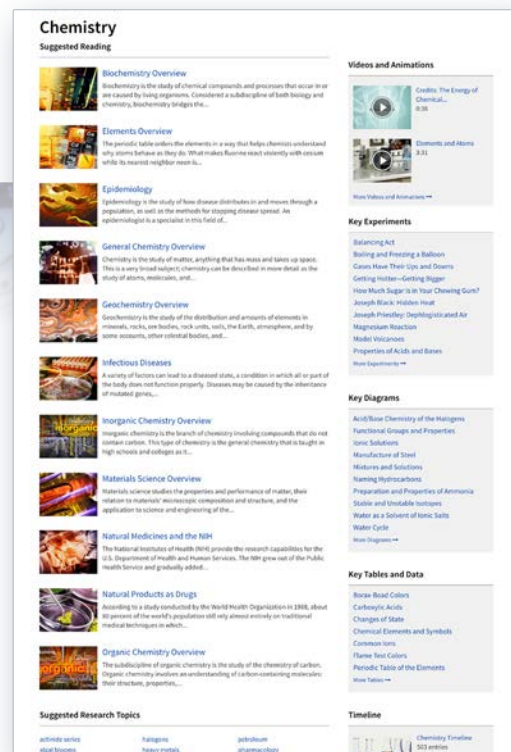 Chemistry
Suggested Reading
Biochemistry Overview
Biochemistry is the study of chemical compounds and processes that occur in or
are caused by living organisms. Considered a subdiscipline of both biology and
chemistry, biochemistry bridges the...
Elements Overview
The periodic table orders the elements in a way that helps chemists understand
why atoms behave as they do. What makes fluorine react violently with cesium
while its nearest neighbor neon is...
Epidemiology
Epidemiology is the study of how disease distributes in and moves through a
population, as well as the methods for stopping disease spread. An
epidemiologist is a specialist in this field of...
General Chemistry Overview
Chemistry is the study of matter, anything that has mass and takes up space.
This is a very broad subject; chemistry can be described in more detail as the
study of atoms, molecules, and...
Geochemistry Overview
Geochemistry is the study of the distribution and amounts of elements in
minerals, rocks, ore bodies, rock units, soils, the Earth, atmosphere, and by
some accounts, other celestial bodies, and...
Infectious Diseases
A variety of factors can lead to a diseased state, a condition in which all or part of
the body does not function properly. Diseases may be caused by the inheritance
of mutated genes,...
Inorganic Chemistry Overview
Inorganic chemistry is the branch of chemistry involving compounds that do not
contain carbon. This type of chemistry is the general chemistry that is taught in
high schools and colleges as it...
Materials Science Overview
Materials science studies the properties and performance of matter, their
relation to materials' microscopic composition and structure, and the
application to science and engineering of the...
Natural Medicines and the NIH
The National Institutes of Health (NIH) provide the research capabilities for the
U.S. Department of Health and Human Services. The NIH grew out of the Public
Health Service and gradually added...
Natural Products as Drugs
According to a study conducted by the World Health Organization in 1988, about
80 percent of the world's population still rely almost entirely on traditional
medical techniques in which...
Organic Chemistry Overview
The subdiscipline of organic chemistry is the study of the chemistry of carbon.
Organic chemistry involves an understanding of carbon-containing molecules:
their structure, properties,...
Suggested Research Topics
actinide series
halogens
petroleum
algal blooms
heavy metals
pharmacology
Videos and Animations
Credits: The Energy of
Chemical...
0:38
Elements and Atoms
3:31
More Videos and Animations →
Key Experiments
Balancing Act
Boiling and Freezing a Balloon
Gases Have Their Ups and Downs
Getting Hotter—Getting Bigger
How Much Sugar is in Your Chewing Gum?
Joseph Black: Hidden Heat
Joseph Priestley: Dephlogisticated Air
Magnesium Reaction
Model Volcanoes
Properties of Acids and Bases
More Experiments →
Key Diagrams
Acid/Base Chemistry of the Halogens
Functional Groups and Properties
Ionic Solutions
Manufacture of Steel
Mixtures and Solutions
Naming Hydrocarbons
Preparation and Properties of Ammonia
Stable and Unstable Isotopes
Water as a Solvent of Ionic Salts
Water Cycle
More Diagrams →
Key Tables and Data
Borax-Bead Colors
Carboxylic Acids
Changes of State
Chemical Elements and Symbols
Common Ions
Flame Test Colors
Periodic Table of the Elements
More Tables →
Timeline
Chemistry Timeline
503 entries